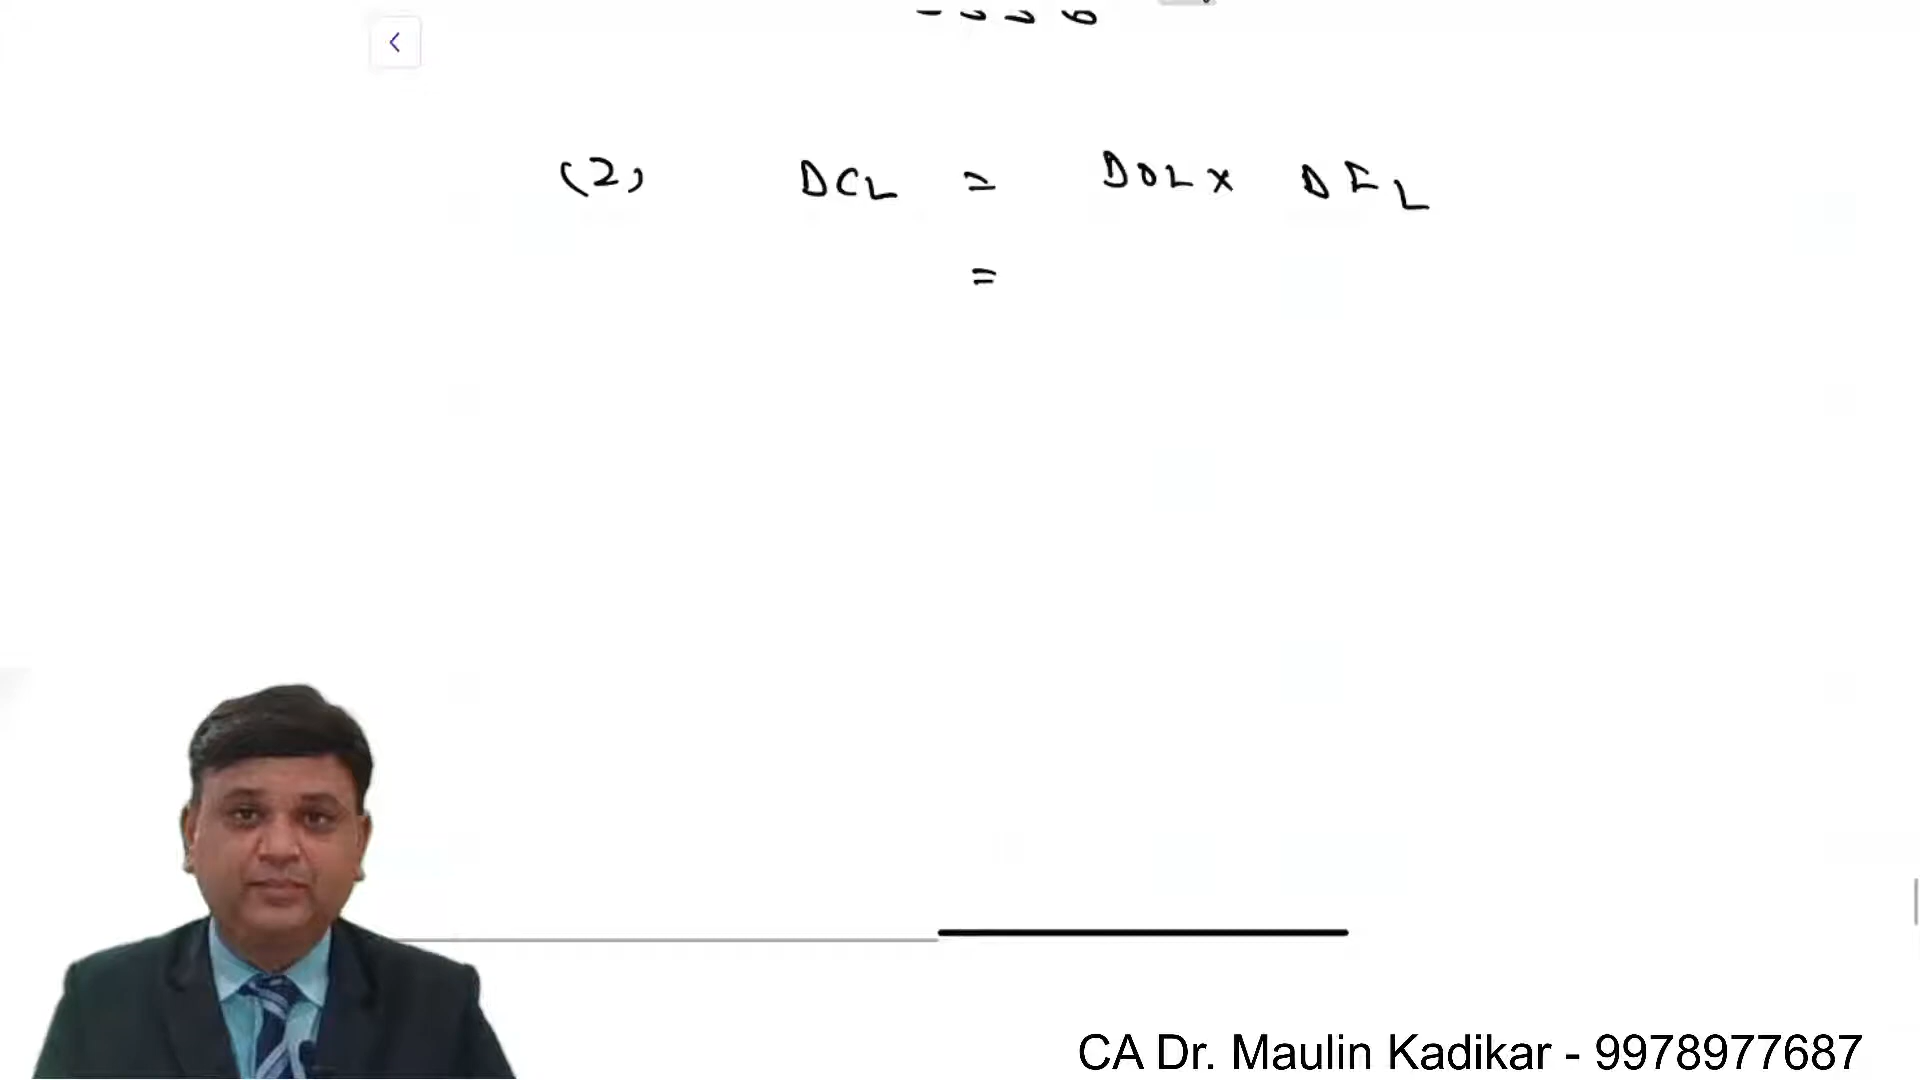 (2) DCL = DOL x DFL
=
CA Dr. Maulin Kadikar - 9978977687